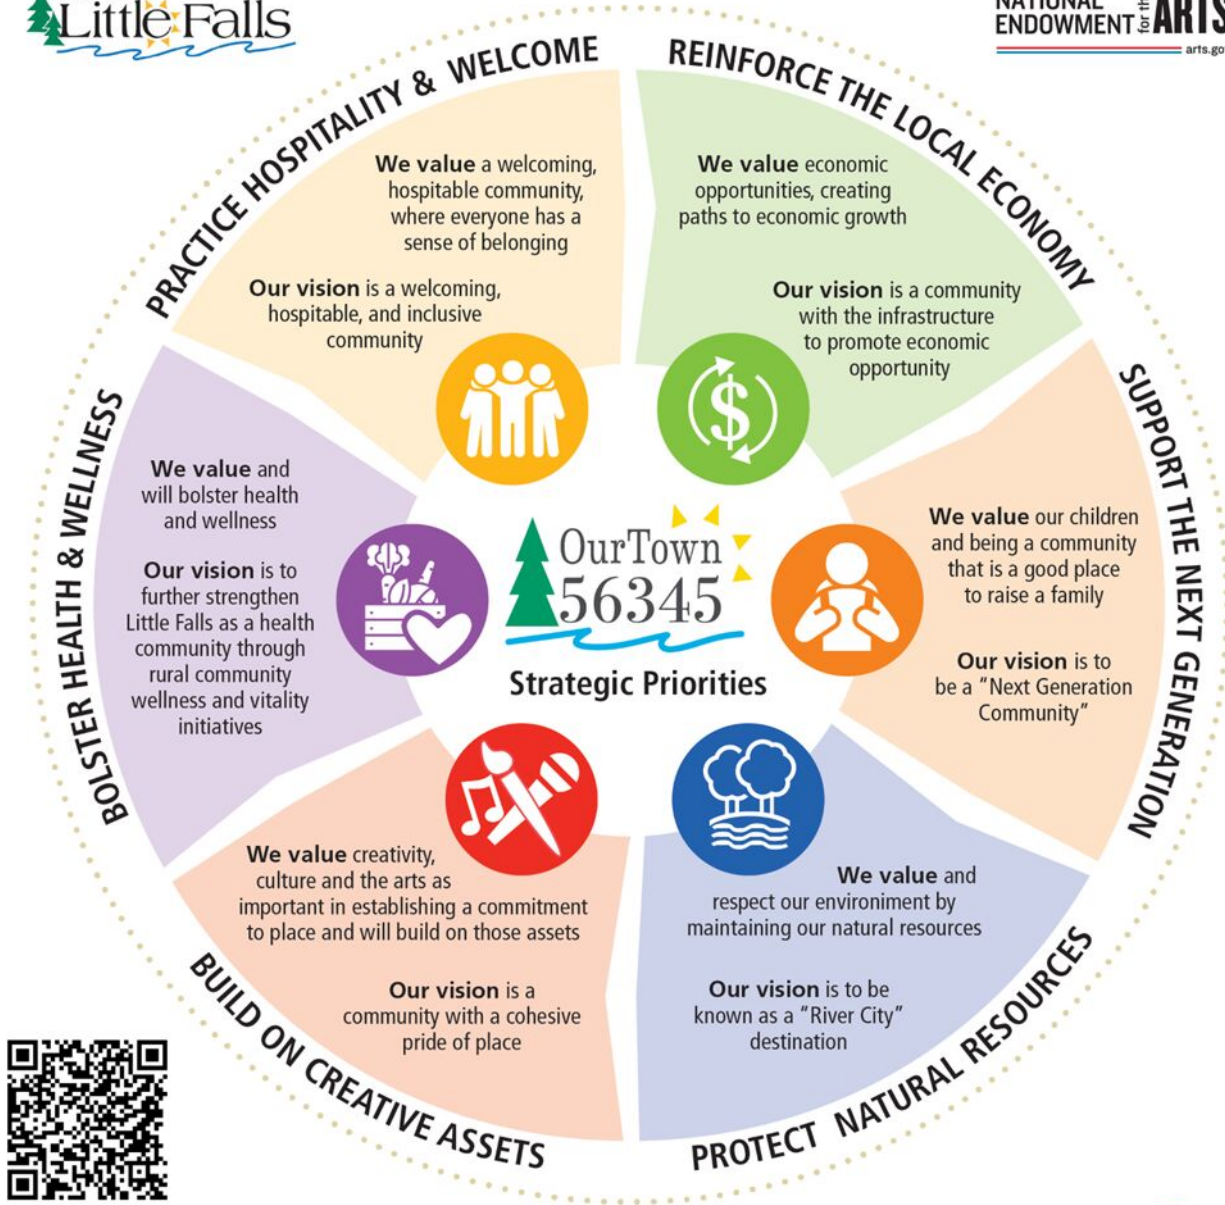 Little Falls
NATIONAL
ENDOWMENT for the ARTS
arts.go
PRACTICE HOSPITALITY & WELCOME
We value a welcoming,
hospitable community,
where everyone has a
sense of belonging
Our vision is a welcoming,
hospitable, and inclusive
community
REINFORCE THE LOCAL ECONOMY
We value economic
opportunities, creating
paths to economic growth
Our vision is a community
with the infrastructure
to promote economic
opportunity
$
SUPPORT THE NEXT GENERATION
We value our children
and being a community
that is a good place
to raise a family
Our vision is to
be a “Next Generation
Community”
PROTECT NATURAL RESOURCES
We value and
respect our environiment by
maintaining our natural resources
Our vision is to be
known as a “River City”
destination
BUILD ON CREATIVE ASSETS
We value creativity,
culture and the arts as
important in establishing a commitment
to place and will build on those assets
Our vision is a
community with a cohesive
pride of place
BOLSTER HEALTH & WELLNESS
We value and
will bolster health
and wellness
Our vision is to
further strengthen
Little Falls as a health
community through
rural community
wellness and vitality
initiatives
OurTown
56345
Strategic Priorities